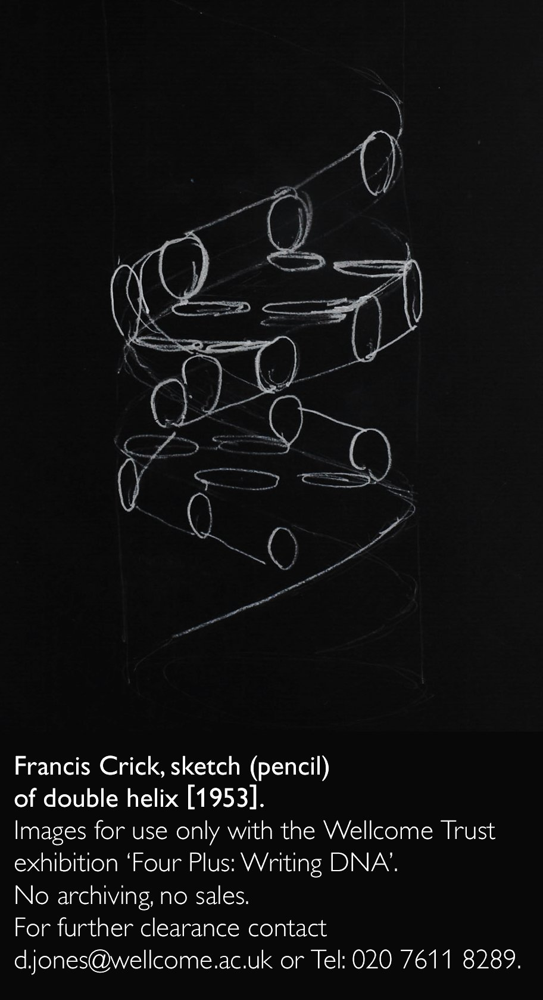 Francis Crick, sketch (pencil)
of double helix [1953].
Images for use only with the Wellcome Trust
exhibition ‘Four Plus: Writing DNA’.
No archiving, no sales.
For further clearance contact
d.jones@wellcome.ac.uk or Tel: 020 7611 8289.